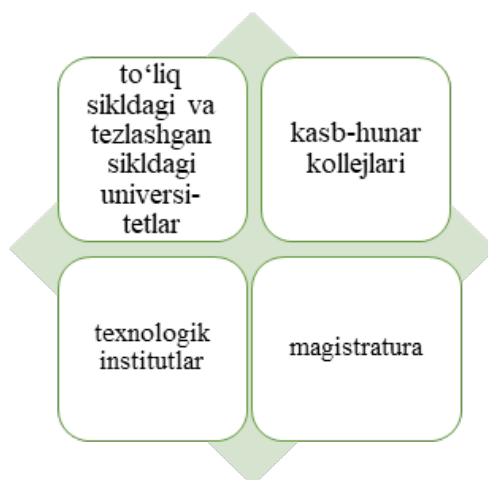 to‘liq
sikldagi va
tezlashgan
sikldagi
universi-
tetlar
kasb-hunar
kollejlari
texnologik
institutlar
magistratura